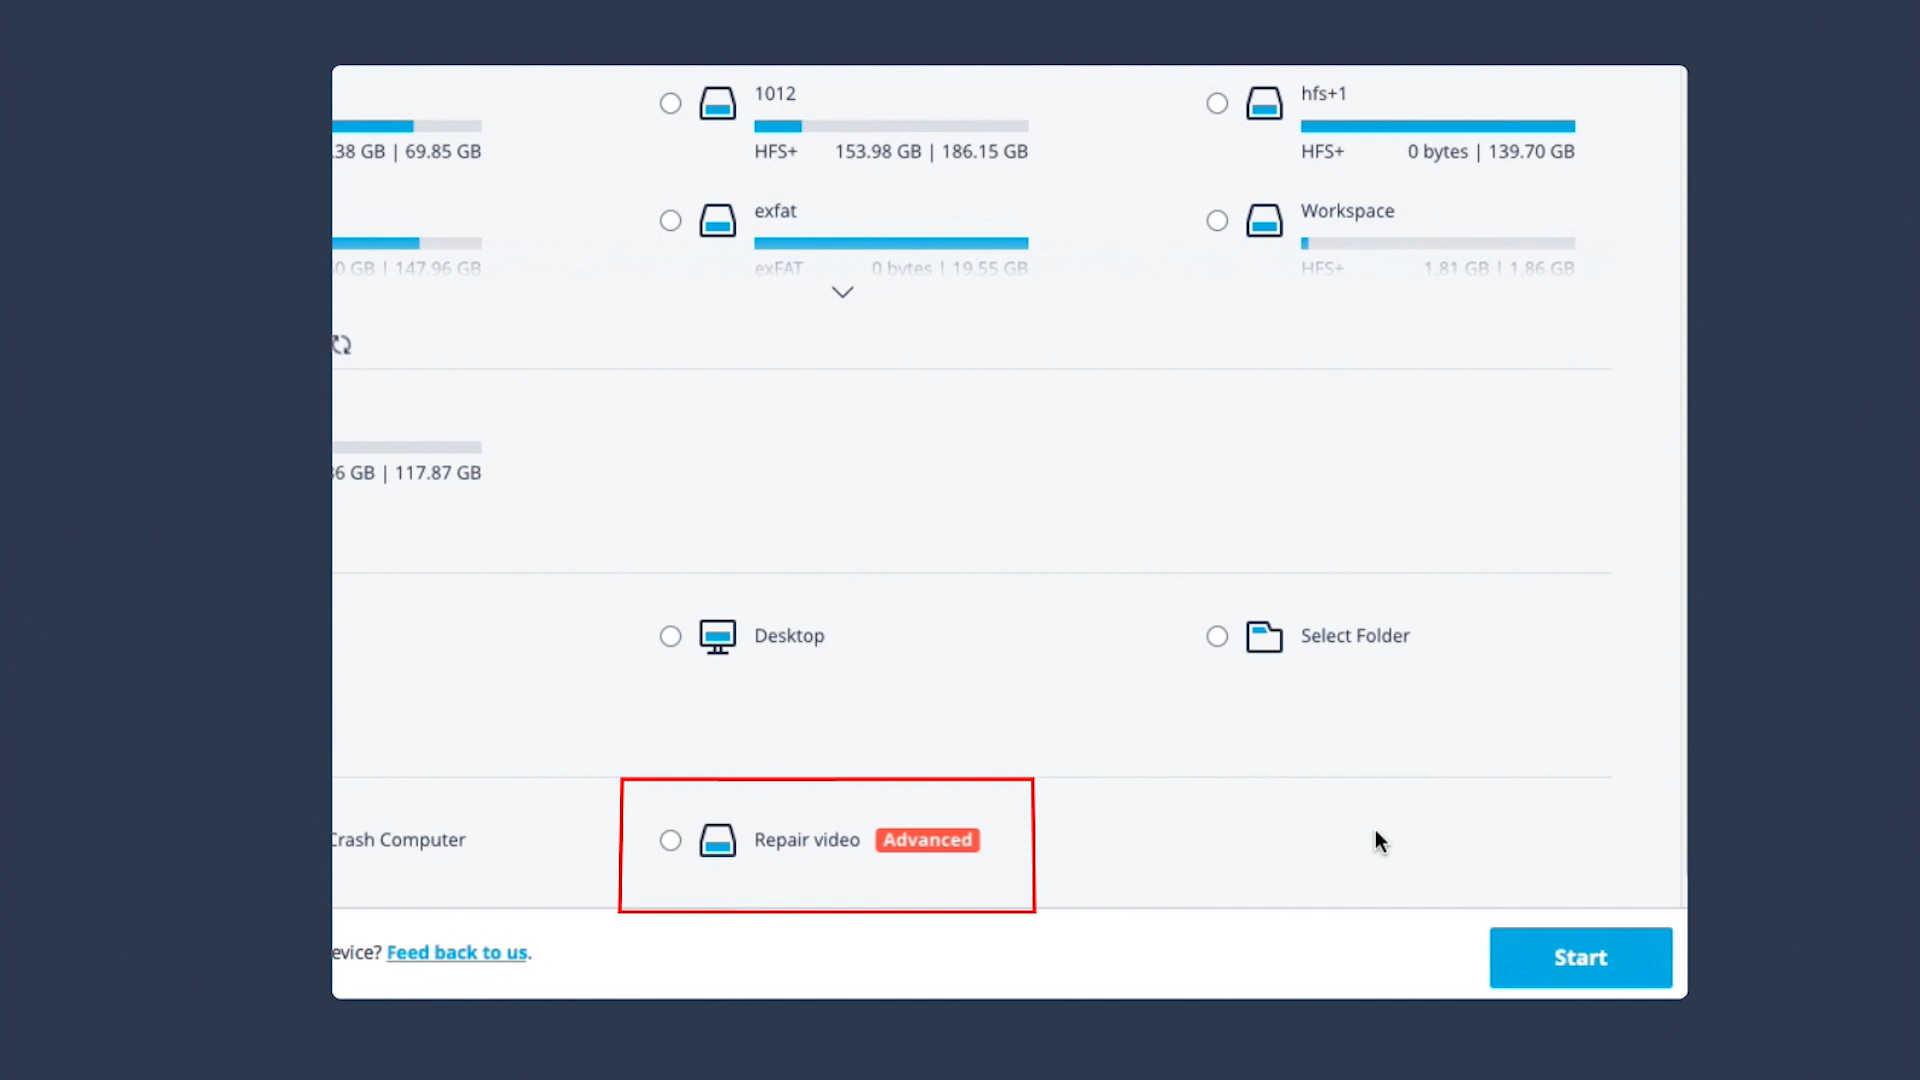 1012
hfs+1
.38 GB | 69.85 GB
HFS+ 153.98 GB | 186.15 GB
HFS+ 0 bytes | 139.70 GB
exfat
Workspace
0 GB | 147.96 GB
exFAT 0 bytes | 19.55 GB
HFS+ 1.81 GB | 1.86 GB
6 GB | 117.87 GB
Desktop
Select Folder
Crash Computer
Repair video Advanced
evice? Feed back to us.
Start